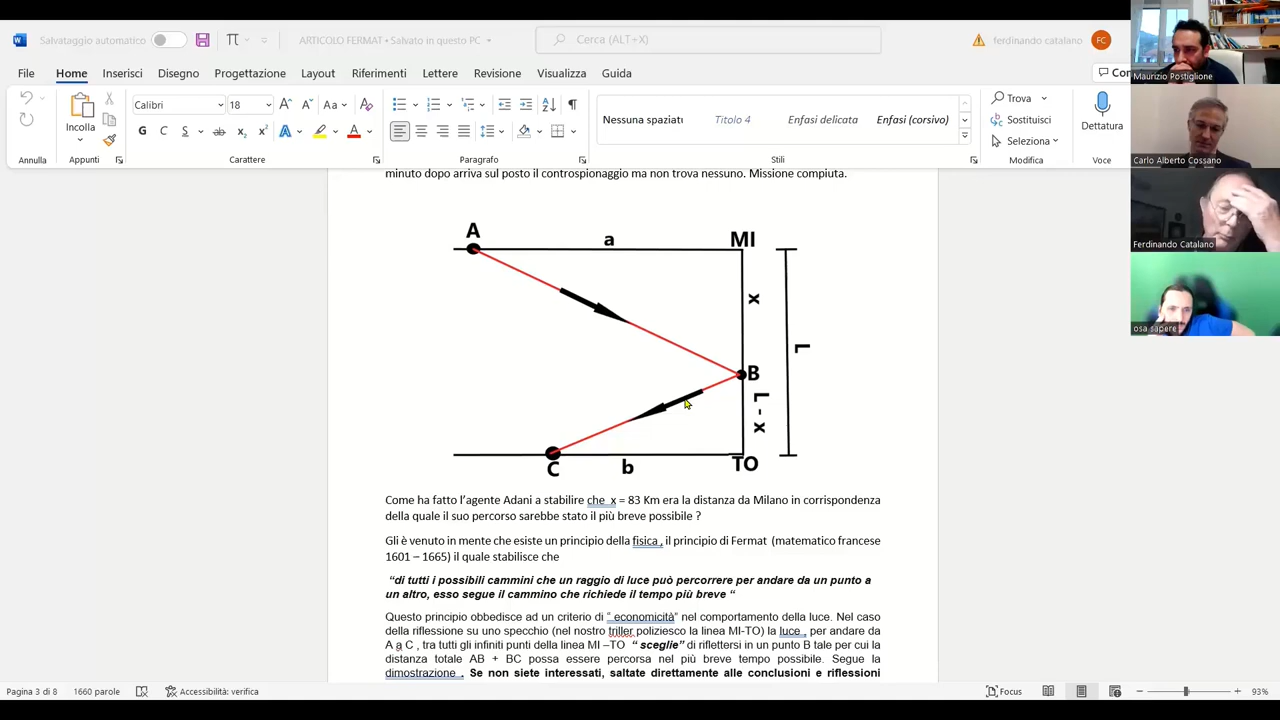 Salvataggio automatico
ARTICOLO FERMAT • Salvato in questo PC
Cerca (ALT+X)
ferdinando catalano
FC
File Home Inserisci Disegno Progettazione Layout Riferimenti Lettere Revisione Visualizza Guida
Calibri 18
Incolla
G C S ab x₂ x² A A
Nessuna spaziati Titolo 4 Enfasi delicata Enfasi (corsivo)
Trova
Sostituisci
Seleziona
Dettatura
Annulla Appunti Carattere Paragrafo Stili Modifica Voce
minuto dopo arriva sul posto il controspionaggio ma non trova nessuno. Missione compiuta.
A
a
MI
x
L
B
L - x
C
b
TO
Come ha fatto l'agente Adani a stabilire che x = 83 Km era la distanza da Milano in corrispondenza
della quale il suo percorso sarebbe stato il più breve possibile ?
Gli è venuto in mente che esiste un principio della fisica , il principio di Fermat (matematico francese
1601 – 1665) il quale stabilisce che
"di tutti i possibili cammini che un raggio di luce può percorrere per andare da un punto a
un altro, esso segue il cammino che richiede il tempo più breve "
Questo principio obbedisce ad un criterio di " economicità" nel comportamento della luce. Nel caso
della riflessione su uno specchio (nel nostro triller poliziesco la linea MI-TO) la luce , per andare da
A a C , tra tutti gli infiniti punti della linea MI –TO " sceglie" di riflettersi in un punto B tale per cui la
distanza totale AB + BC possa essere percorsa nel più breve tempo possibile. Segue la
dimostrazione . Se non siete interessati, saltate direttamente alle conclusioni e riflessioni
Pagina 3 di 8 1660 parole Accessibilità: verifica
Focus
93%
Maurizio Postiglione
Carlo Alberto Cossano
Ferdinando Catalano
osa sapere